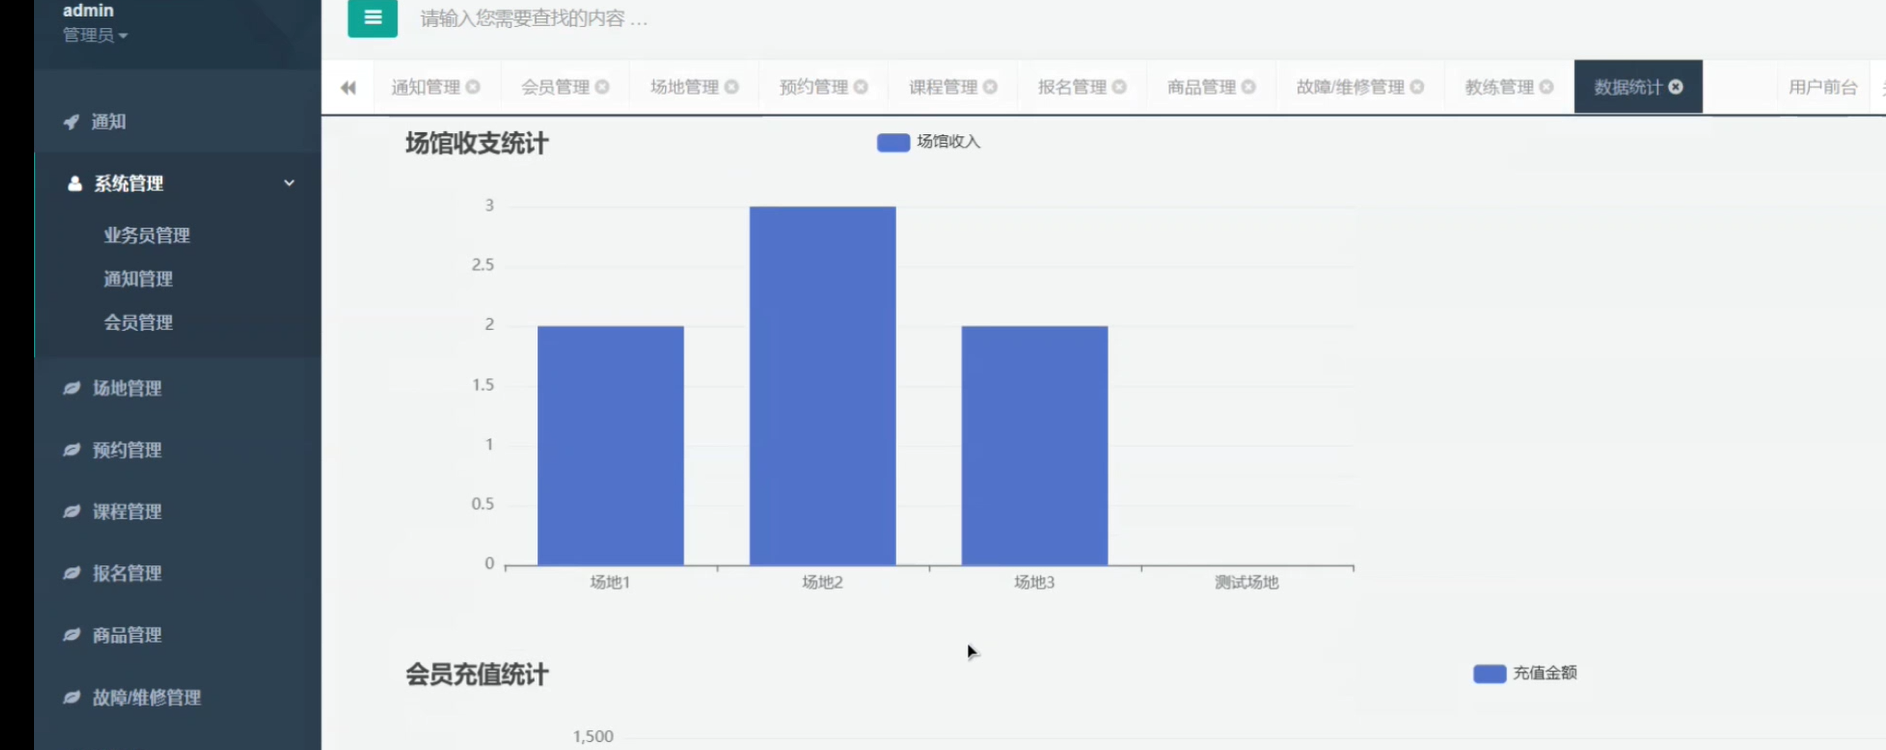 admin
管理员
请输入您需要查找的内容 …
通知管理 会员管理 场地管理 预约管理 课程管理 报名管理 商品管理 故障/维修管理 教练管理 数据统计 用户前台
通知
系统管理
业务员管理
通知管理
会员管理
场地管理
预约管理
课程管理
报名管理
商品管理
故障/维修管理
场馆收支统计
场馆收入
3
2.5
2
1.5
1
0.5
0
场地1 场地2 场地3 测试场地
会员充值统计
充值金额
1,500